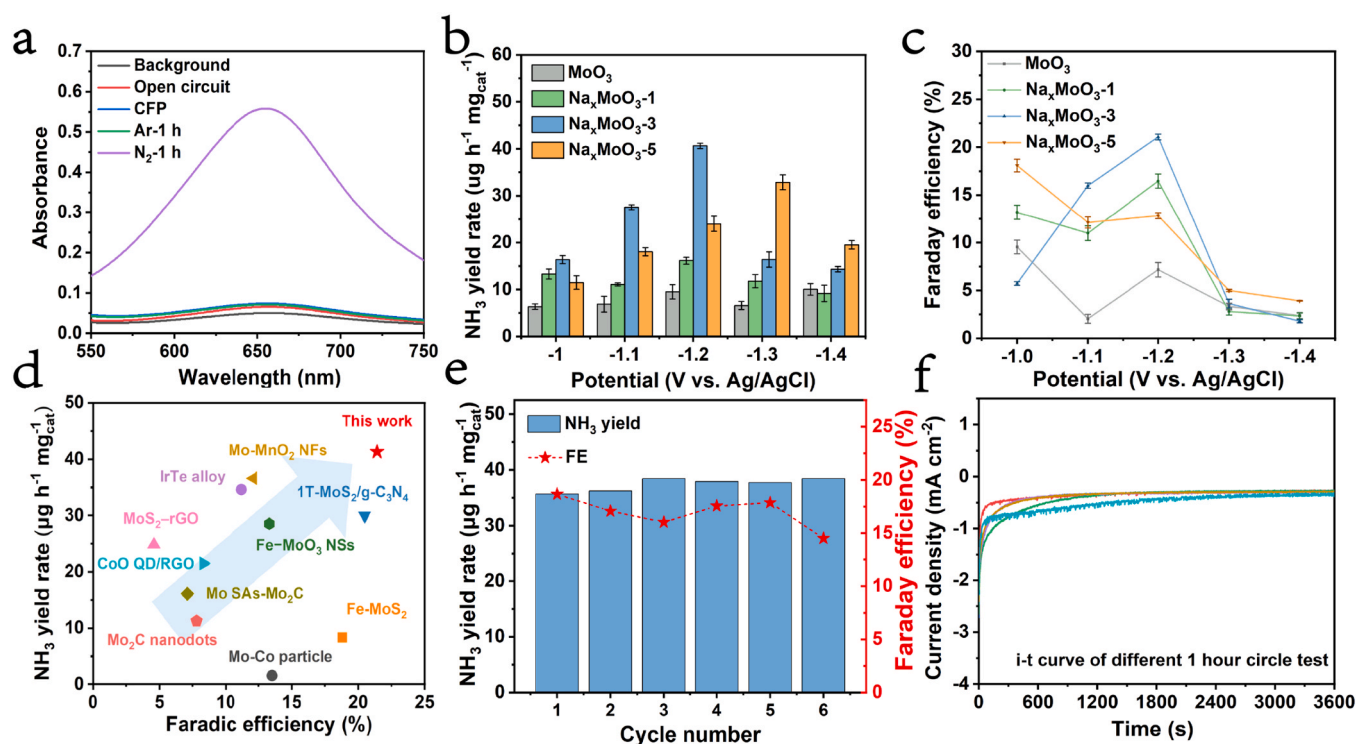 a
0.7
0.6
0.5
0.4
0.3
0.2
0.1
0.0
Absorbance
Background
Open circuit
CFP
Ar-1 h
N₂-1 h
550
600
650
700
750
Wavelength (nm)
b
60
50
40
30
20
10
0
NH₃ yield rate (ug h⁻¹ mg_cat⁻¹)
MoO₃
NaₓMoO₃-1
NaₓMoO₃-3
NaₓMoO₃-5
-1
-1.1
-1.2
-1.3
-1.4
Potential (V vs. Ag/AgCl)
c
30
25
20
15
10
5
0
Faraday efficiency (%)
MoO₃
NaₓMoO₃-1
NaₓMoO₃-3
NaₓMoO₃-5
-1.0
-1.1
-1.2
-1.3
-1.4
Potential (V vs. Ag/AgCl)
d
50
40
30
20
10
0
NH₃ yield rate (µg h⁻¹ mg⁻¹cat)
This work
Mo-MnO₂ NFs
IrTe alloy
1T-MoS₂/g-C₃N₄
MoS₂–rGO
Fe−MoO₃ NSs
CoO QD/RGO
Mo SAs-Mo₂C
Fe-MoS₂
Mo₂C nanodots
Mo-Co particle
0
5
10
15
20
25
Faradic efficiency (%)
e
50
40
30
20
10
0
NH₃ yield rate (µg h⁻¹ mg⁻¹cat)
NH₃ yield
FE
25
20
15
10
5
0
Faraday efficiency (%)
1
2
3
4
5
6
Cycle number
f
1
0
-1
-2
-3
-4
Current density (mA cm⁻²)
i-t curve of different 1 hour circle test
0
600
1200
1800
2400
3000
3600
Time (s)